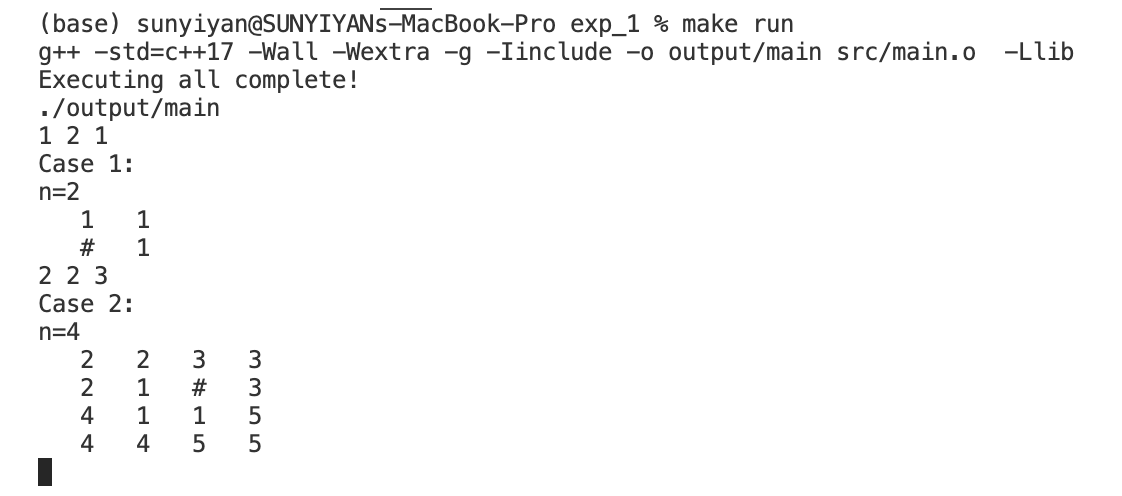 (base) sunyiyan@SUNYIYANs-MacBook-Pro exp_1 % make run
g++ -std=c++17 -Wall -Wextra -g -Iinclude -o output/main src/main.o  -Llib
Executing all complete!
./output/main
1 2 1
Case 1:
n=2
   1   1
   #   1
2 2 3
Case 2:
n=4
   2   2   3   3
   2   1   #   3
   4   1   1   5
   4   4   5   5